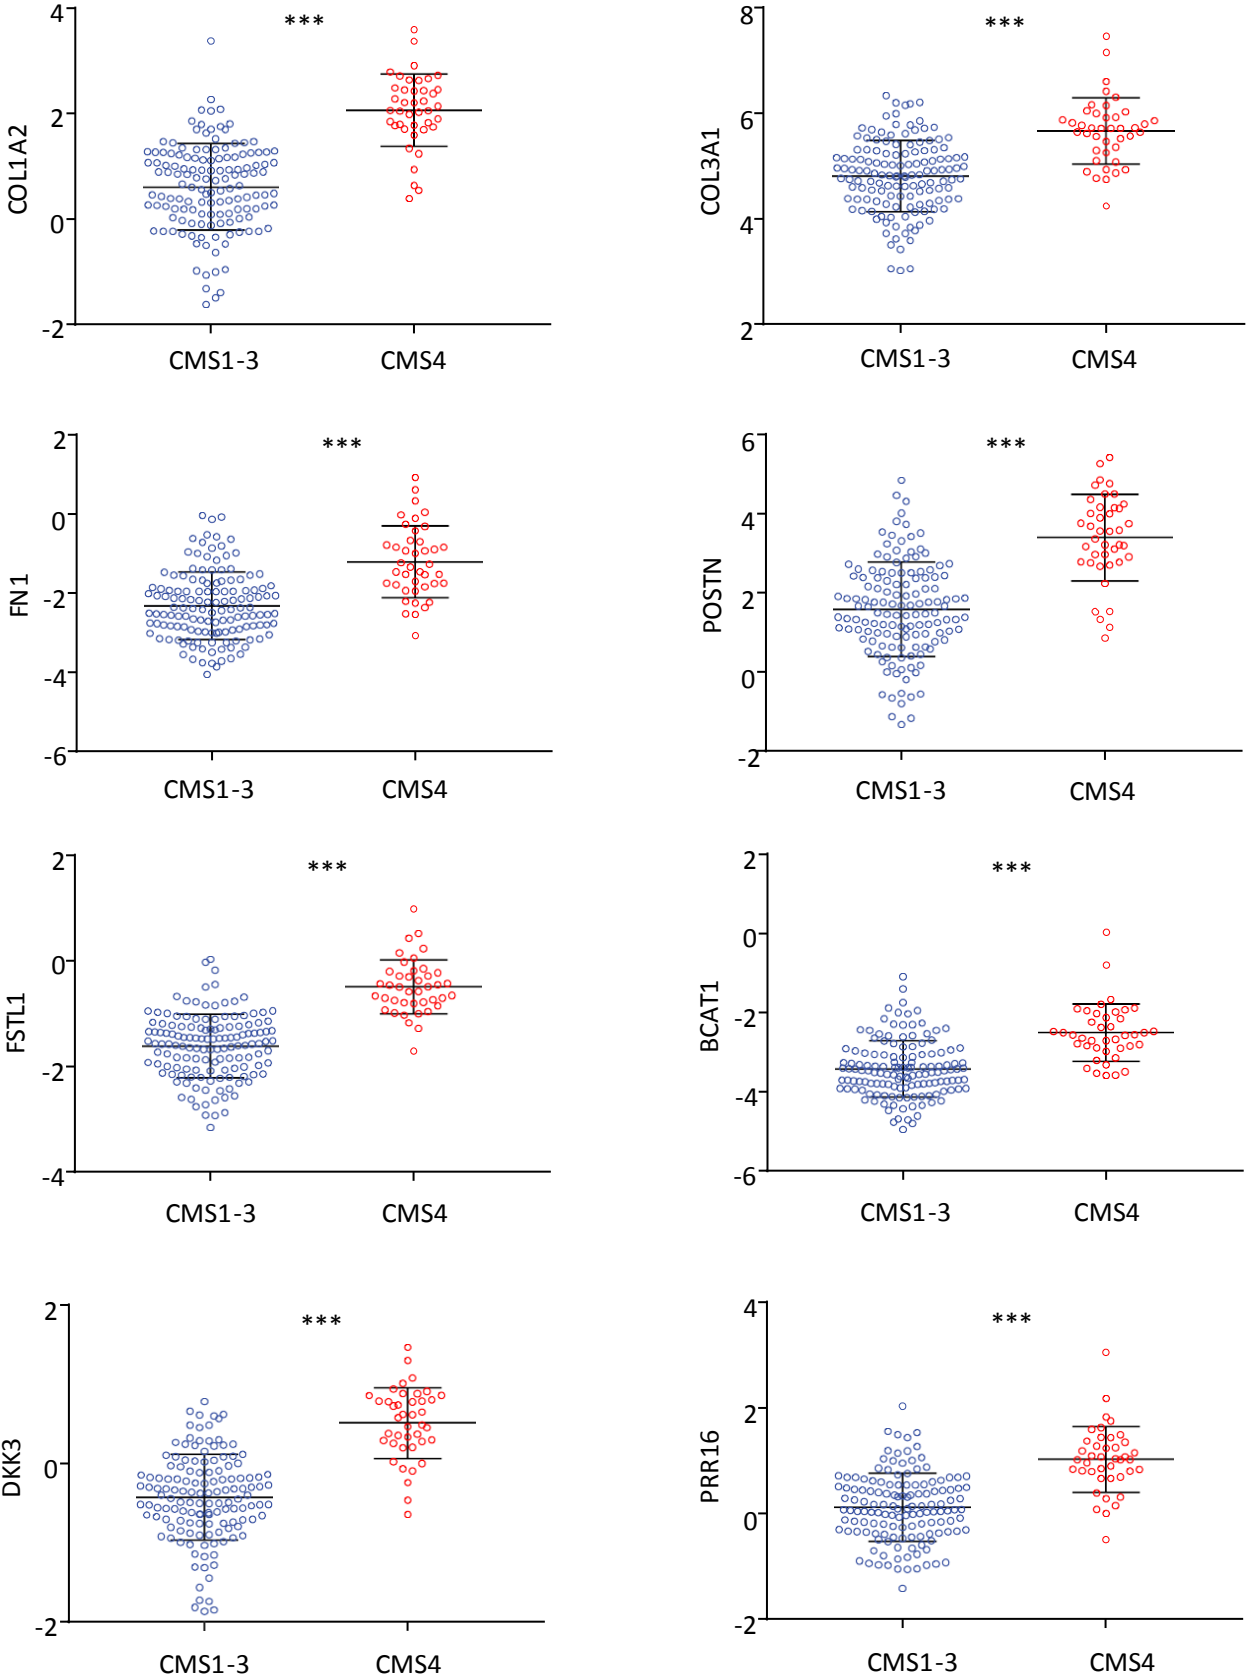 4
2
0
-2
COL1A2
***
CMS1-3
CMS4
8
6
4
2
COL3A1
***
CMS1-3
CMS4
2
0
-2
-4
-6
FN1
***
CMS1-3
CMS4
6
4
2
0
-2
POSTN
***
CMS1-3
CMS4
2
0
-2
-4
FSTL1
***
CMS1-3
CMS4
2
0
-2
-4
-6
BCAT1
***
CMS1-3
CMS4
2
0
-2
DKK3
***
CMS1-3
CMS4
4
2
0
-2
PRR16
***
CMS1-3
CMS4